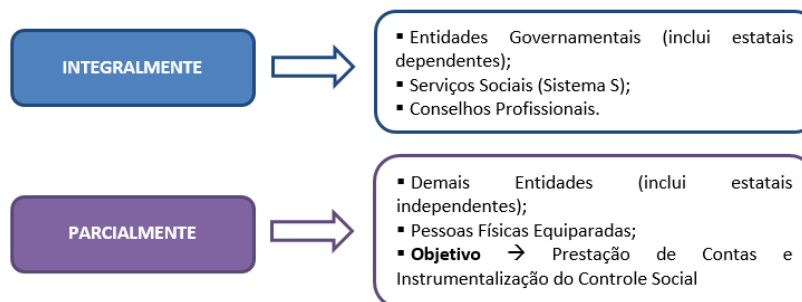 INTEGRALMENTE
▪ Entidades Governamentais (inclui estatais
dependentes);
▪ Serviços Sociais (Sistema S);
▪ Conselhos Profissionais.
PARCIALMENTE
▪ Demais Entidades (inclui estatais
independentes);
▪ Pessoas Físicas Equiparadas;
▪ Objetivo → Prestação de Contas e
Instrumentalização do Controle Social